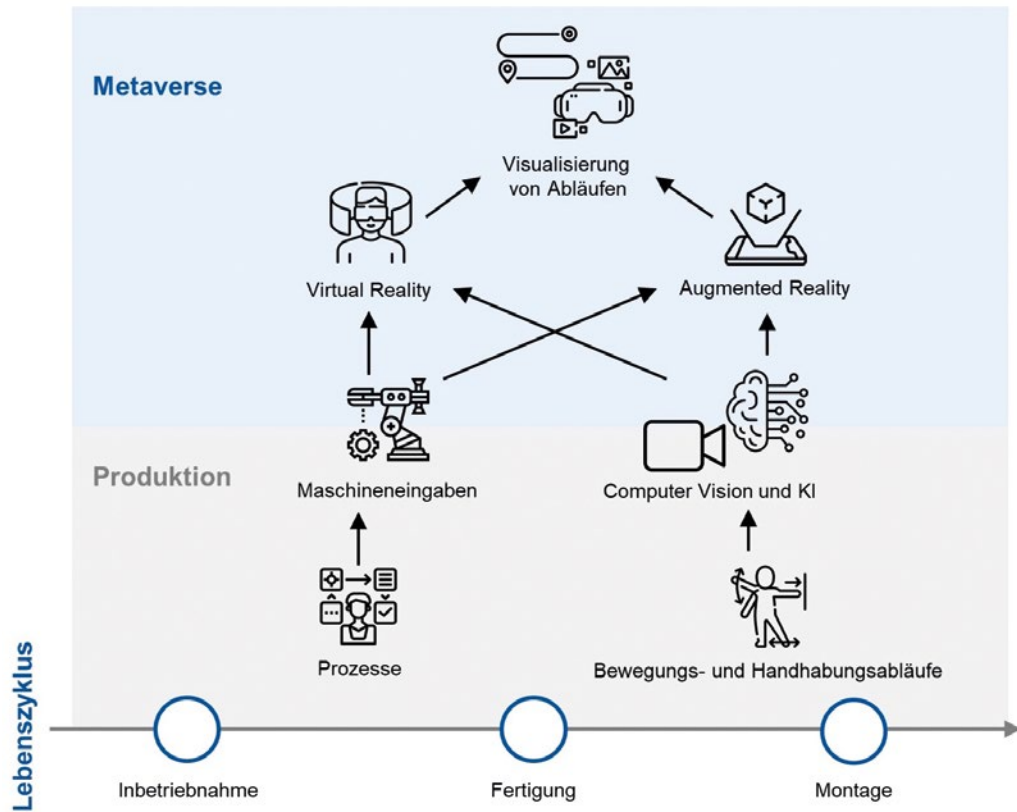 Metaverse
Visualisierung
von Abläufen
Virtual Reality
Augmented Reality
Produktion
Maschineneingaben
Computer Vision und KI
Prozesse
Bewegungs- und Handhabungsabläufe
Lebenszyklus
Inbetriebnahme
Fertigung
Montage